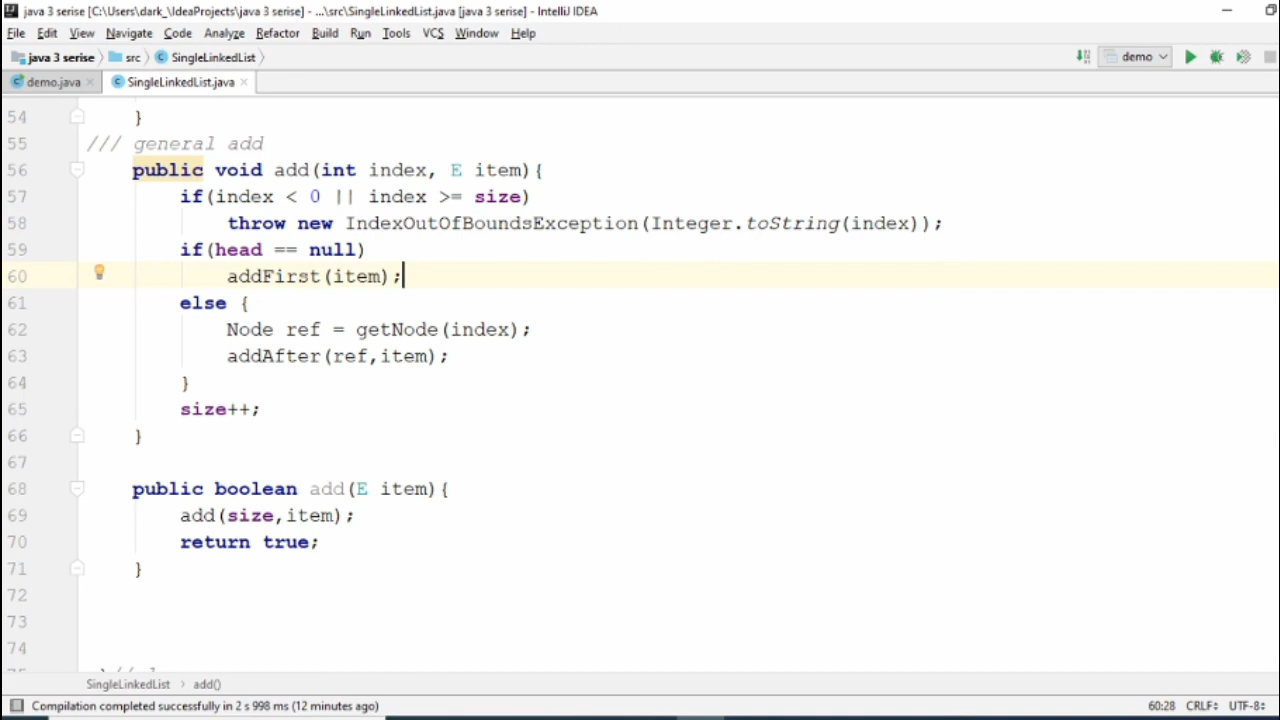 java 3 serise [C:\Users\dark_\IdeaProjects\java 3 serise] - ...\src\SingleLinkedList.java [java 3 serise] - IntelliJ IDEA
File Edit View Navigate Code Analyze Refactor Build Run Tools VCS Window Help
java 3 serise src SingleLinkedList demo
demo.java SingleLinkedList.java
54 }
55 /// general add
56 public void add(int index, E item){
57 if(index < 0 || index >= size)
58 throw new IndexOutOfBoundsException(Integer.toString(index));
59 if(head == null)
60 addFirst(item);
61 else {
62 Node ref = getNode(index);
63 addAfter(ref,item);
64 }
65 size++;
66 }
67
68 public boolean add(E item){
69 add(size,item);
70 return true;
71 }
72
73
74
SingleLinkedList > add()
Compilation completed successfully in 2 s 998 ms (12 minutes ago) 60:28 CRLF UTF-8